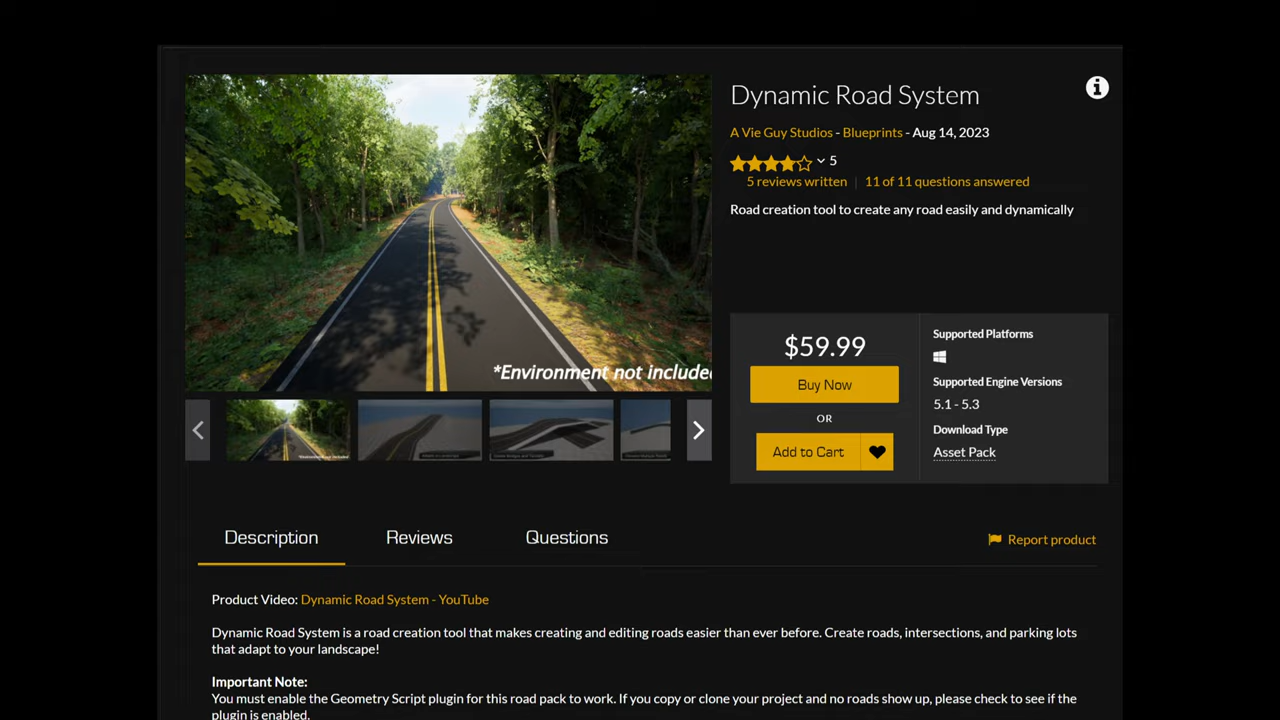 Dynamic Road System
A Vie Guy Studios - Blueprints - Aug 14, 2023
5
5 reviews written | 11 of 11 questions answered
Road creation tool to create any road easily and dynamically
*Environment not include
$59.99
Buy Now
OR
Add to Cart
Supported Platforms
Supported Engine Versions
5.1 - 5.3
Download Type
Asset Pack
Description
Reviews
Questions
Report product
Product Video: Dynamic Road System - YouTube
Dynamic Road System is a road creation tool that makes creating and editing roads easier than ever before. Create roads, intersections, and parking lots
that adapt to your landscape!
Important Note:
You must enable the Geometry Script plugin for this road pack to work. If you copy or clone your project and no roads show up, please check to see if the
plugin is enabled.